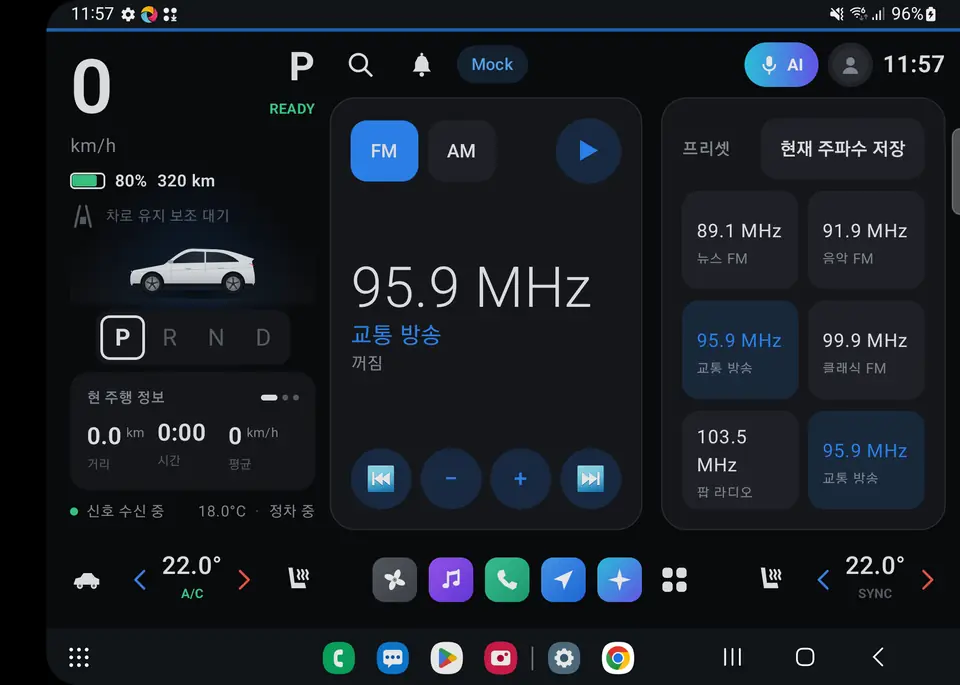 11:57
96%
0
P
READY
km/h
80% 320 km
차로 유지 보조 대기
P R N D
현 주행 정보
0.0 km 0:00 0 km/h
거리 시간 평균
신호 수신 중 18.0°C · 정차 중
Mock
AI
11:57
FM AM
95.9 MHz
교통 방송
꺼짐
− +
프리셋 현재 주파수 저장
89.1 MHz
뉴스 FM
91.9 MHz
음악 FM
95.9 MHz
교통 방송
99.9 MHz
클래식 FM
103.5
MHz
팝 라디오
95.9 MHz
교통 방송
22.0°
A/C
22.0°
SYNC